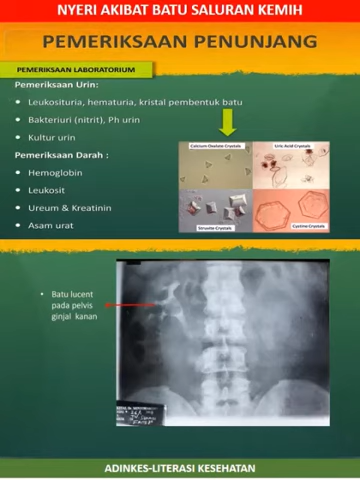 NYERI AKIBAT BATU SALURAN KEMIH
PEMERIKSAAN PENUNJANG
PEMERIKSAAN LABORATORIUM
Pemeriksaan Urin:
• Leukosituria, hematuria, kristal pembentuk batu
• Bakteriuri (nitrit), Ph urin
• Kultur urin
Pemeriksaan Darah :
• Hemoglobin
• Leukosit
• Ureum & Kreatinin
• Asam urat
Calcium Oxalate Crystals
Uric Acid Crystals
Struvite Crystals
Cystine Crystals
• Batu lucent
pada pelvis
ginjal kanan
ADINKES-LITERASI KESEHATAN